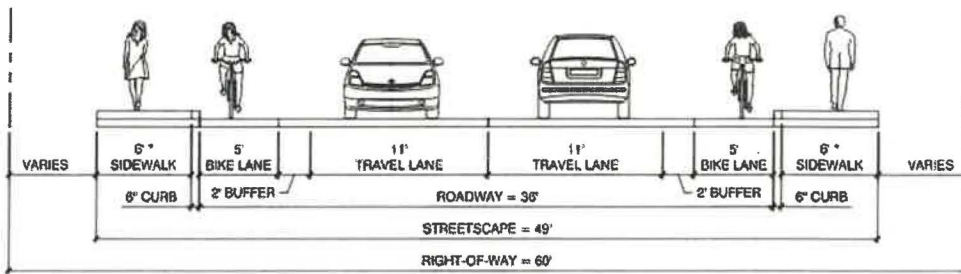 6' * 5' 11' 11' 5' 6' *
VARIES SIDEWALK BIKE LANE TRAVEL LANE TRAVEL LANE BIKE LANE SIDEWALK VARIES
6" CURB 2' BUFFER ROADWAY = 36' 2' BUFFER 6" CURB
STREETSCAPE = 49'
RIGHT-OF-WAY = 60'